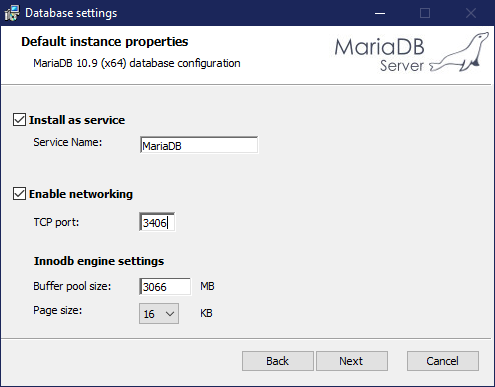 Database settings
Default instance properties
MariaDB 10.9 (x64) database configuration
MariaDB
Server
Install as service
Service Name: MariaDB
Enable networking
TCP port: 3406
Innodb engine settings
Buffer pool size: 3066 MB
Page size: 16 KB
Back Next Cancel